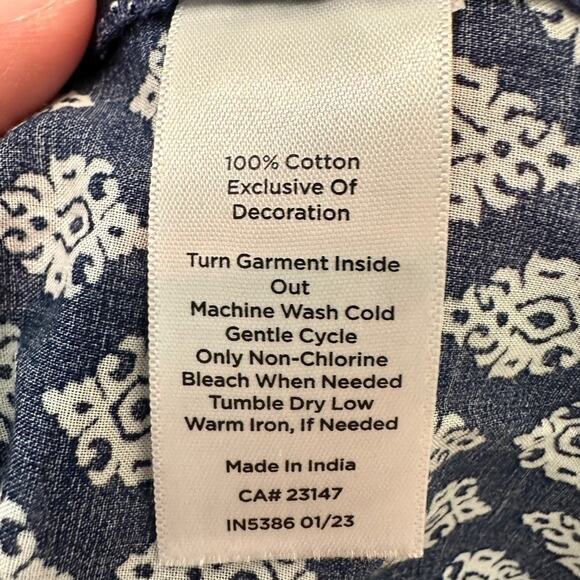 100% Cotton
Exclusive Of
Decoration
Turn Garment Inside
Out
Machine Wash Cold
Gentle Cycle
Only Non-Chlorine
Bleach When Needed
Tumble Dry Low
Warm Iron, If Needed
Made In India
CA# 23147
IN5386 01/23